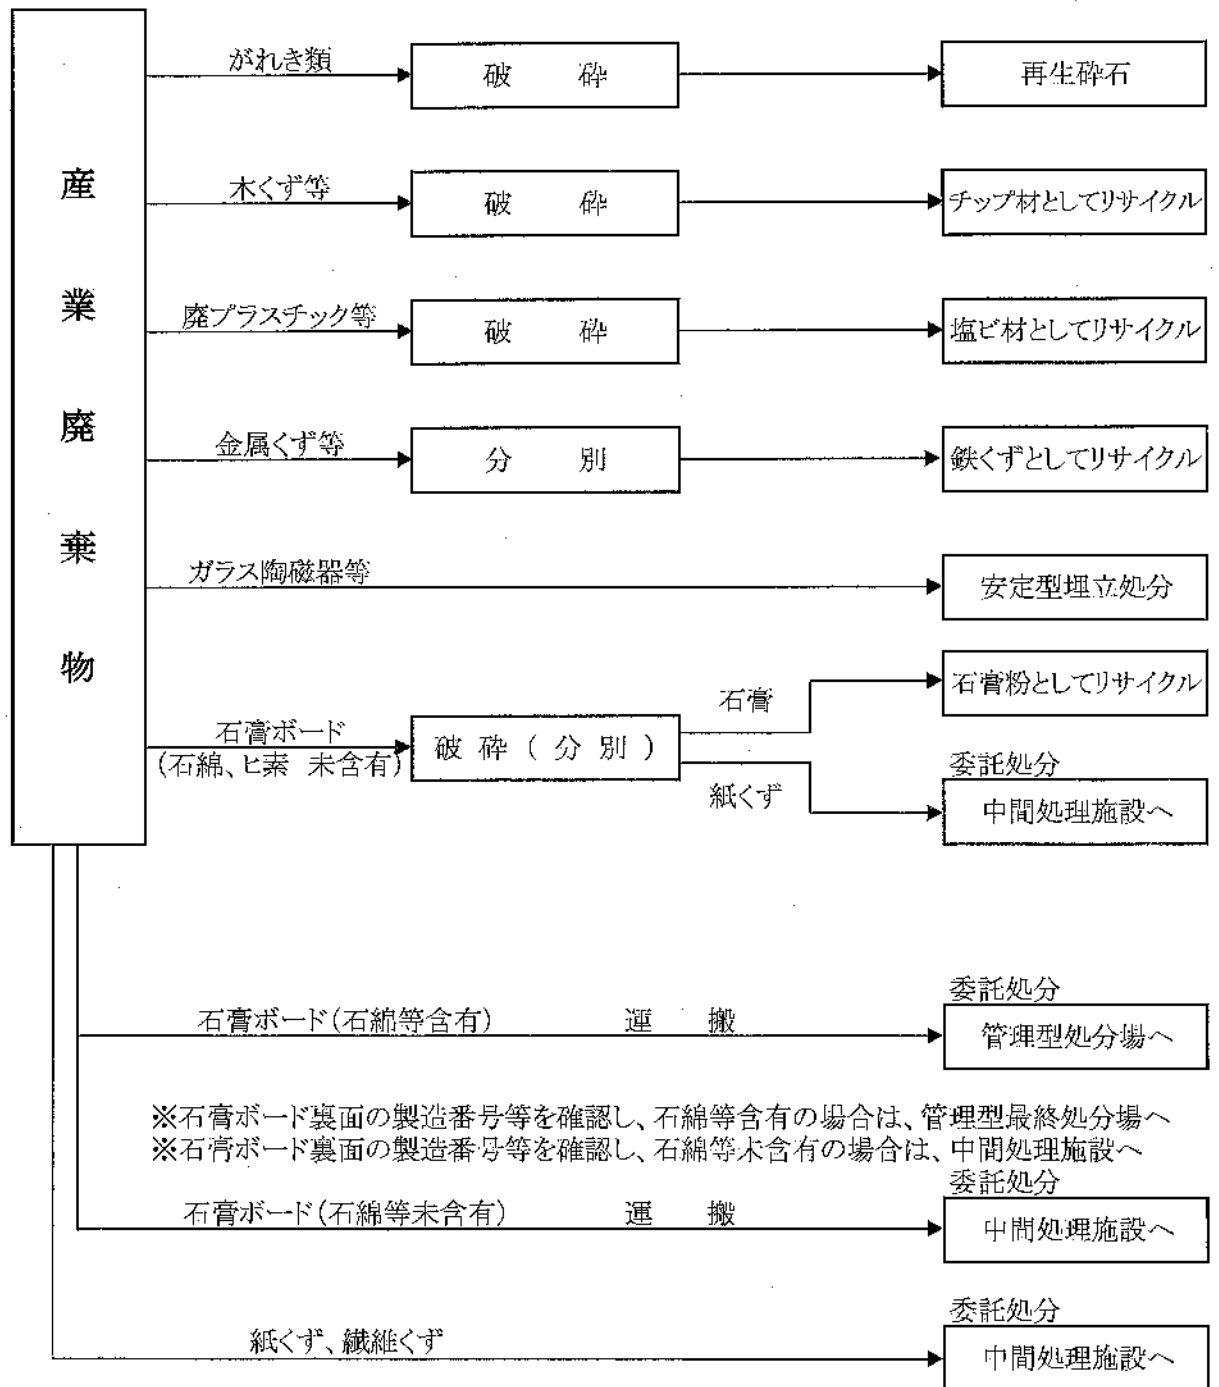 産業廃棄物
がれき類
破砕
再生砕石
木くず等
破砕
チップ材としてリサイクル
廃プラスチック等
破砕
塩ビ材としてリサイクル
金属くず等
分別
鉄くずとしてリサイクル
ガラス陶磁器等
安定型埋立処分
石膏ボード
(石綿、ヒ素 未含有)
破砕(分別)
石膏
石膏粉としてリサイクル
紙くず
委託処分
中間処理施設へ
石膏ボード(石綿等含有) 運搬
委託処分
管理型処分場へ
※石膏ボード裏面の製造番号等を確認し、石綿等含有の場合は、管理型最終処分場へ
※石膏ボード裏面の製造番号等を確認し、石綿等未含有の場合は、中間処理施設へ
石膏ボード(石綿等未含有) 運搬
委託処分
中間処理施設へ
紙くず、繊維くず
委託処分
中間処理施設へ